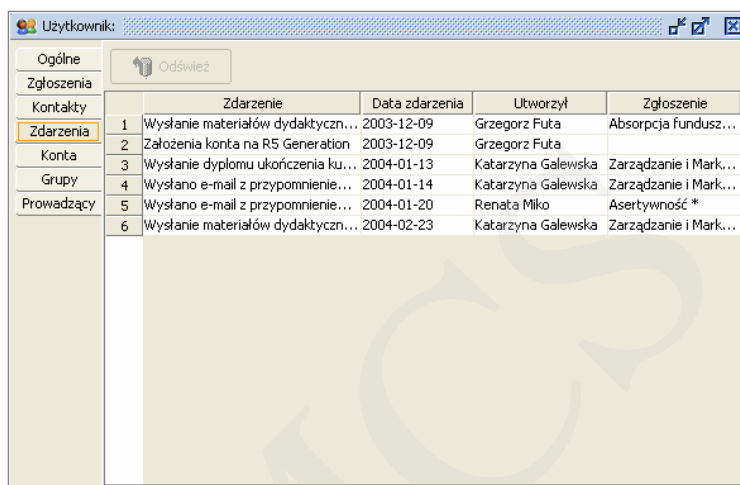 Użytkownik:
Ogólne
Zgłoszenia
Kontakty
Zdarzenia
Konta
Grupy
Prowadzący
Odśwież
Zdarzenie Data zdarzenia Utworzył Zgłoszenie
1 Wysłanie materiałów dydaktyczn... 2003-12-09 Grzegorz Futa Absorpcja fundusz...
2 Założenia konta na R5 Generation 2003-12-09 Grzegorz Futa
3 Wysłanie dyplomu ukończenia ku... 2004-01-13 Katarzyna Galewska Zarządzanie i Mark...
4 Wysłano e-mail z przypomnienie... 2004-01-14 Katarzyna Galewska Zarządzanie i Mark...
5 Wysłano e-mail z przypomnienie... 2004-01-20 Renata Miko Asertywność *
6 Wysłanie materiałów dydaktyczn... 2004-02-23 Katarzyna Galewska Zarządzanie i Mark...